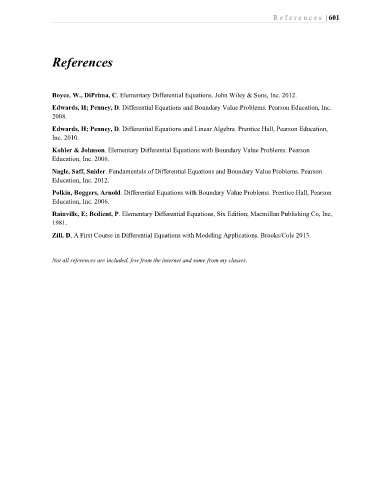 References | 601
References
Boyce, W., DiPrima, C. Elementary Differential Equations. John Wiley & Sons, Inc. 2012.
Edwards, H; Penney, D. Differential Equations and Boundary Value Problems. Pearson Education, Inc.
2008.
Edwards, H; Penney, D. Differential Equations and Linear Algebra. Prentice Hall, Pearson Education,
Inc. 2010.
Kohler & Johnson. Elementary Differential Equations with Boundary Value Problems. Pearson
Education, Inc. 2006.
Nagle, Saff, Snider. Fundamentals of Differential Equations and Boundary Value Problems. Pearson
Education, Inc. 2012.
Polkin, Boggers, Arnold. Differential Equations with Boundary Value Problems. Prentice Hall, Pearson
Education, Inc. 2006.
Rainville, E; Bedient, P. Elementary Differential Equations, Six Edition; Macmillan Publishing Co, Inc,
1981.
Zill, D. A First Course in Differential Equations with Modeling Applications. Brooks/Cole 2013.
Not all references are included, few from the internet and some from my classes.